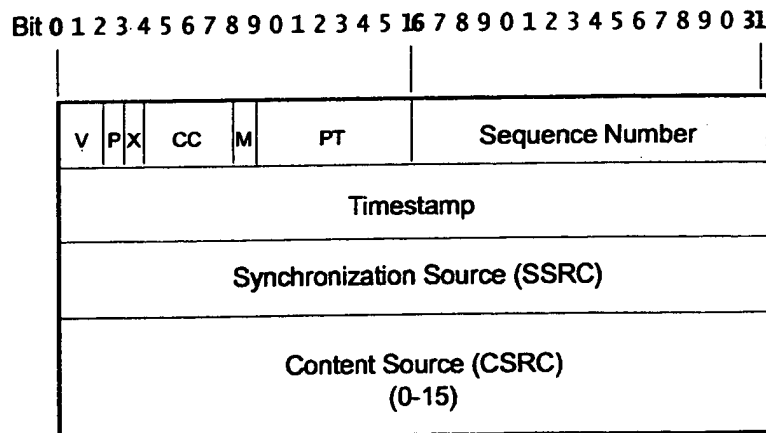 Bit 0 1 2 3 4 5 6 7 8 9 0 1 2 3 4 5 16 7 8 9 0 1 2 3 4 5 6 7 8 9 0 31
V P X CC M PT Sequence Number
Timestamp
Synchronization Source (SSRC)
Content Source (CSRC)
(0-15)